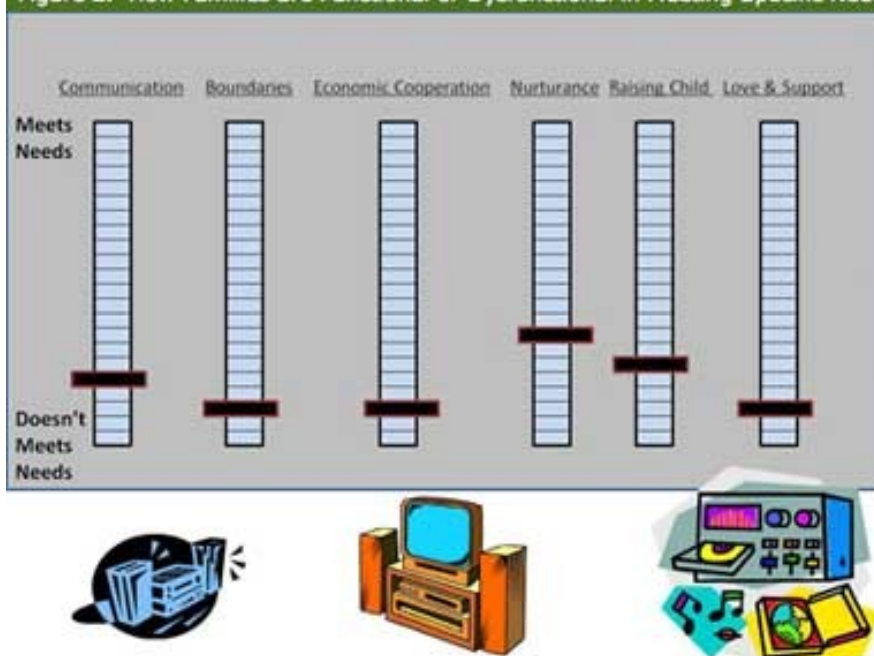 Communication Boundaries Economic Cooperation Nurturance Raising Child Love & Support
Meets
Needs
Doesn't
Meets
Needs